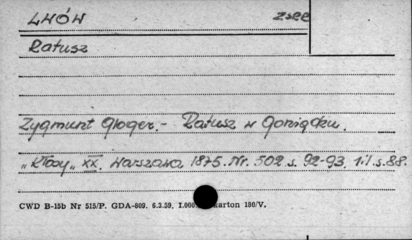 LWÓW
Ratusz
Zygmunt Gloger.- Ratusz w Goniądzu.
„Kłosy„ XX. Warszawa 1875. Nr. 502 s. 92-93. il. s. 88.
CWD B-15b Nr 515/P. GDA-809. 6.3.59. 1.000 karton 180/V.